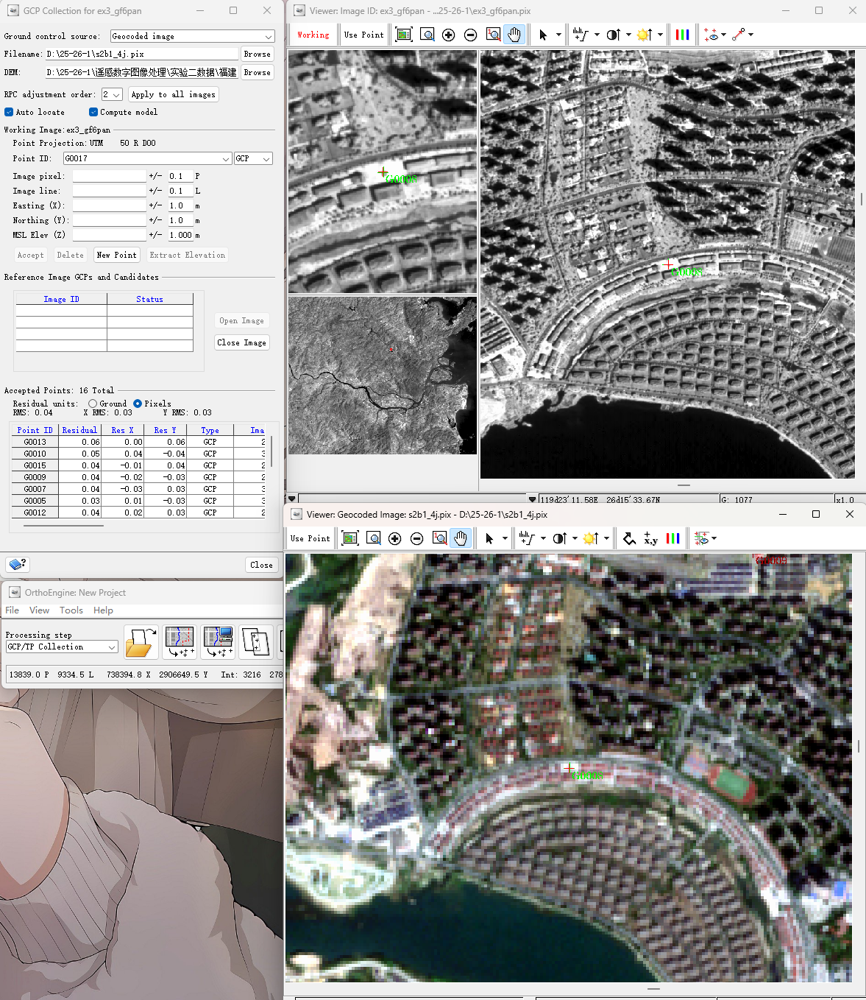 GCP Collection for ex3_gf6pan
Ground control source: Geocoded image
Filename: D:\25-26-1\s2b1_4j.pix Browse
DEM: D:\25-26-1\遥感数字图像处理\实验二数据\福建 Browse
RPC adjustment order: 2 Apply to all images
Auto locate Compute model
Working Image:ex3_gf6pan
Point Projection:UTM 50 R D00
Point ID: G0017 GCP
Image pixel: +/- 0.1 P
Image line: +/- 0.1 L
Easting (X): +/- 1.0 m
Northing (Y): +/- 1.0 m
MSL Elev (Z) +/- 1.000 m
Accept Delete New Point Extract Elevation
Reference Image GCPs and Candidates
Image ID Status
Open Image
Close Image
Accepted Points: 16 Total
Residual units: Ground Pixels
RMS: 0.04 X RMS: 0.03 Y RMS: 0.03
Point ID Residual Res X Res Y Type Ima
G0013 0.06 0.00 0.06 GCP 2
G0010 0.05 0.04 -0.04 GCP 3
G0015 0.04 -0.01 0.04 GCP 2
G0009 0.04 -0.02 -0.03 GCP 2
G0007 0.04 -0.03 0.03 GCP 3
G0005 0.03 0.01 -0.03 GCP 3
G0012 0.04 0.02 0.03 GCP 2
Close
OrthoEngine: New Project
File View Tools Help
Processing step
GCP/TP Collection
13839.0 P 9334.5 L 738394.8 X 2906649.5 Y Int: 3216 278
Viewer: Image ID: ex3_gf6pan - ...25-26-1\ex3_gf6pan.pix
Working Use Point
119d23'11.58E 26d15'33.67N G: 1077 x1.0
Viewer: Geocoded Image: s2b1_4j.pix - D:\25-26-1\s2b1_4j.pix
Use Point
x,y